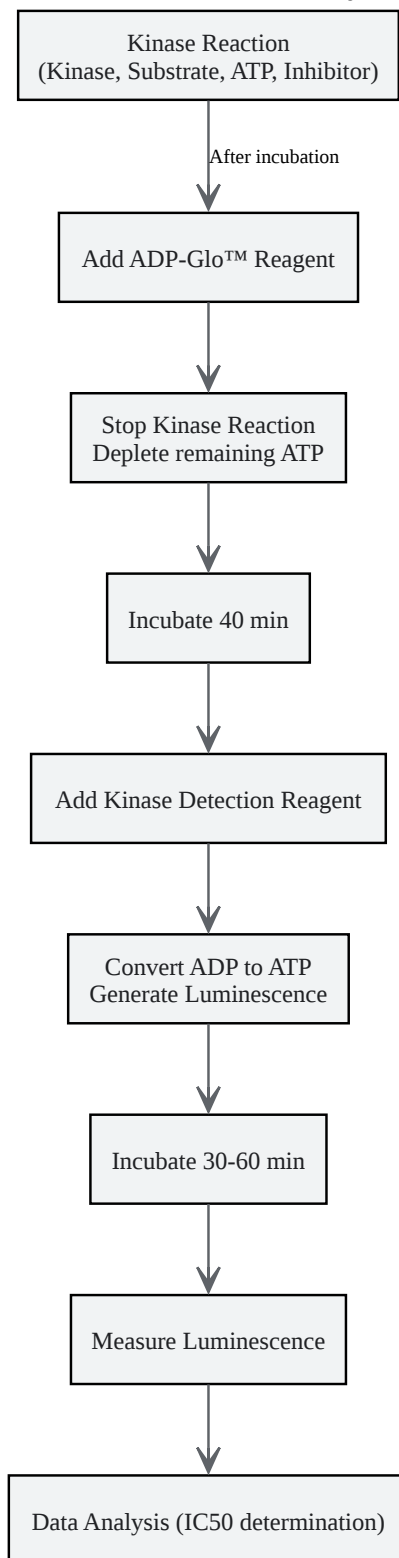 Kinase Reaction
(Kinase, Substrate, ATP, Inhibitor)
After incubation
Add ADP-Glo™ Reagent
Stop Kinase Reaction
Deplete remaining ATP
Incubate 40 min
Add Kinase Detection Reagent
Convert ADP to ATP
Generate Luminescence
Incubate 30-60 min
Measure Luminescence
Data Analysis (IC50 determination)